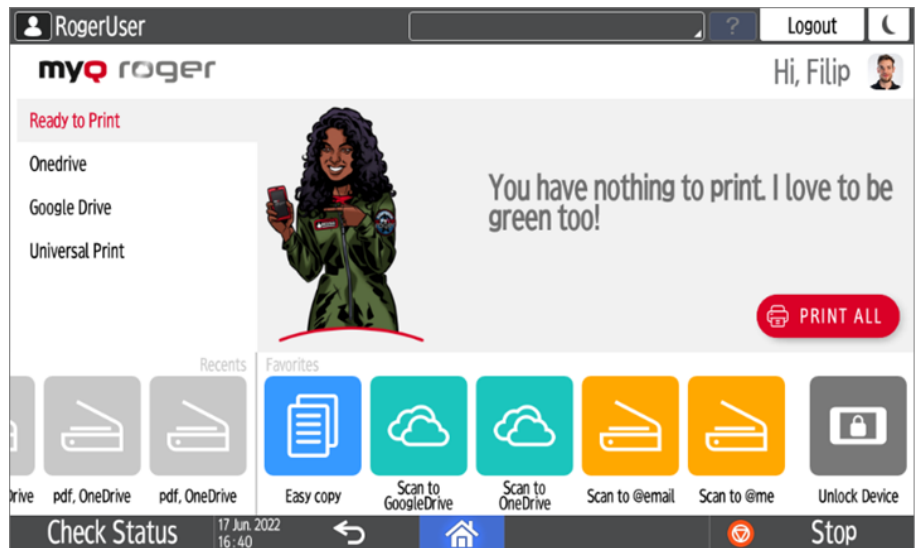 RogerUser
?
Logout
myQ roger
Hi, Filip
Ready to Print
Onedrive
Google Drive
Universal Print
You have nothing to print. I love to be
green too!
PRINT ALL
Recents
Favorites
Drive
pdf, OneDrive
pdf, OneDrive
Easy copy
Scan to
GoogleDrive
Scan to
OneDrive
Scan to @email
Scan to @me
Unlock Device
Check Status
17 Jun. 2022
16:40
Stop